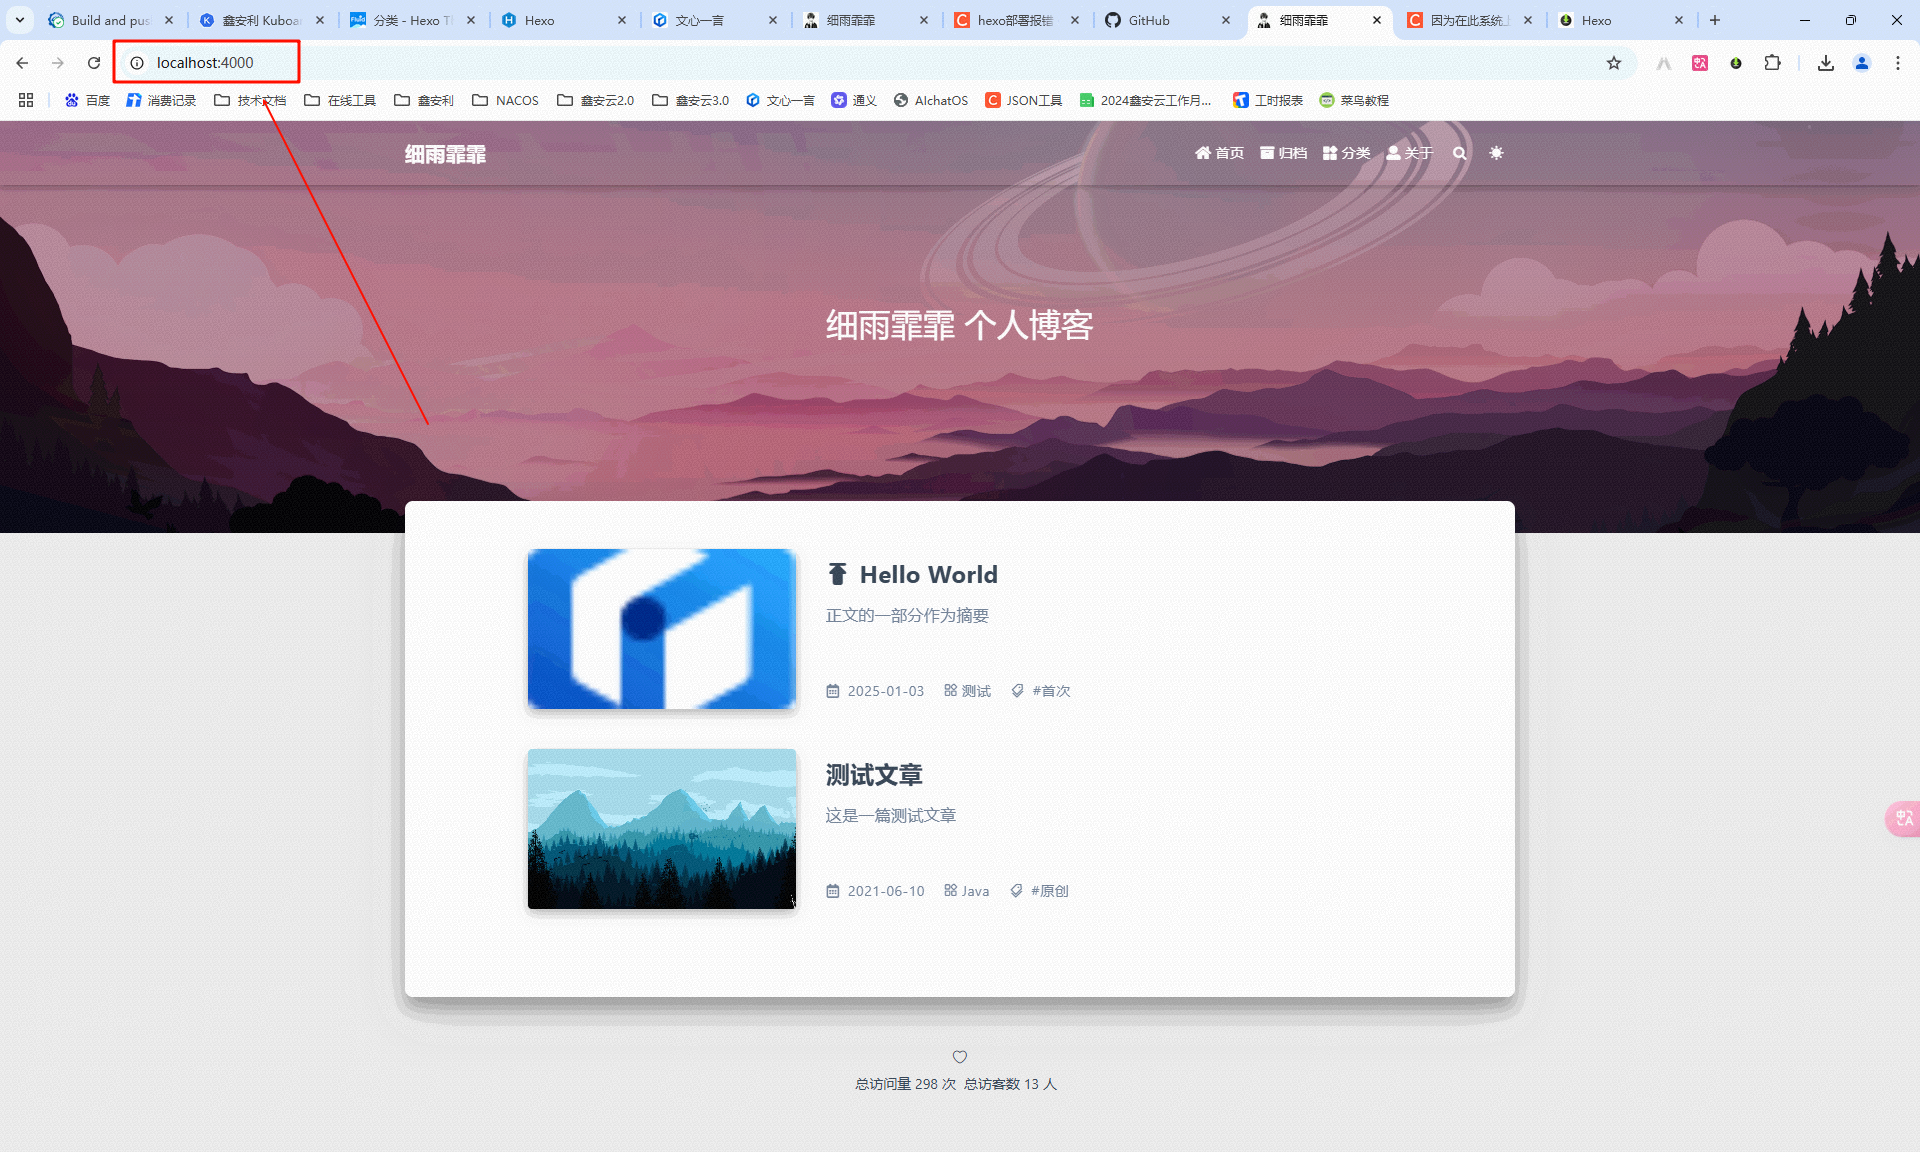 Build and pus
鑫安利 Kuboar
分类 - Hexo Th
Hexo
文心一言
细雨霏霏
hexo部署报错
GitHub
细雨霏霏
因为在此系统上
Hexo
localhost:4000
百度
消费记录
技术文档
在线工具
鑫安利
NACOS
鑫安云2.0
鑫安云3.0
文心一言
通义
AIchatOS
JSON工具
2024鑫安云工作月...
工时报表
菜鸟教程
细雨霏霏
首页
归档
分类
关于
细雨霏霏 个人博客
Hello World
正文的一部分作为摘要
2025-01-03 测试 #首次
测试文章
这是一篇测试文章
2021-06-10 Java #原创
总访问量 298 次 总访客数 13 人